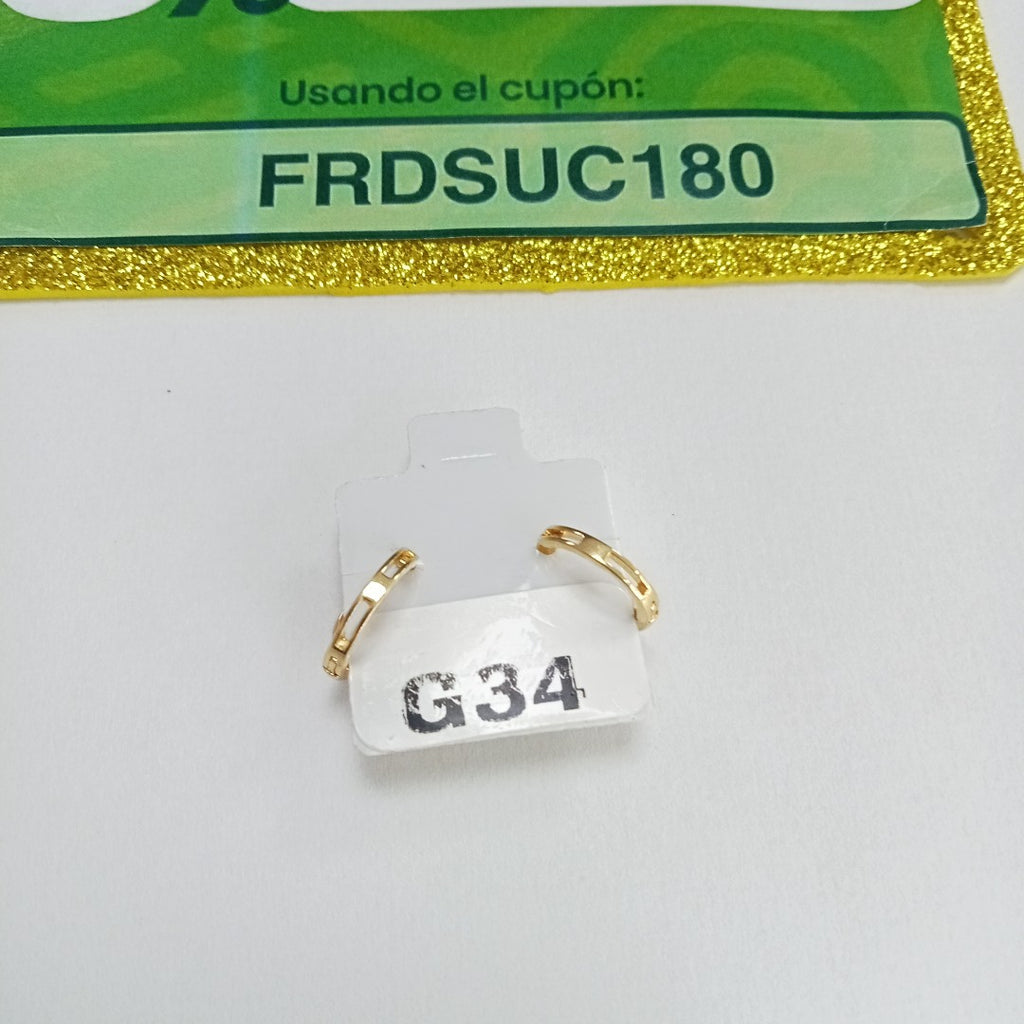 %
Usando el cupón:
FRDSUC180
G34